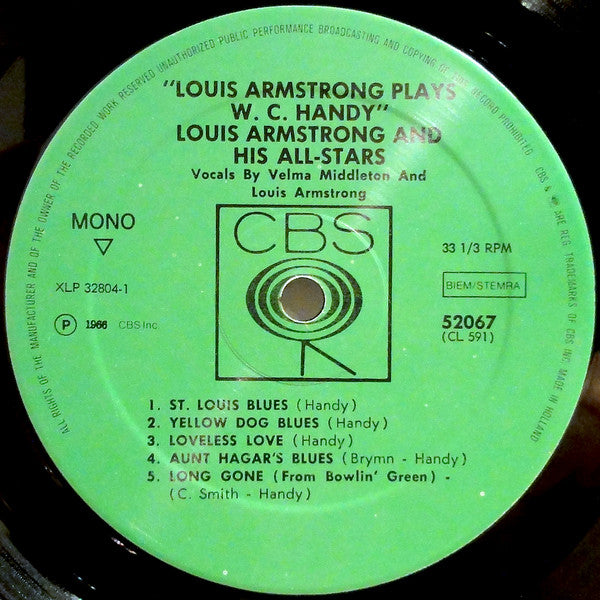 ALL RIGHTS OF THE MANUFACTURER AND OF THE OWNER OF THE RECORDED WORK RESERVED UNAUTHORIZED PUBLIC PERFORMANCE BROADCASTING AND COPYING OF THIS RECORD PROHIBITED
CBS & SRE REG. TRADEMARKS OF CBS INC. MADE IN HOLLAND
"LOUIS ARMSTRONG PLAYS
W. C. HANDY"
LOUIS ARMSTRONG AND
HIS ALL-STARS
Vocals By Velma Middleton And
Louis Armstrong
MONO
CBS
33 1/3 RPM
XLP 32804-1
BIEM/STEMRA
P 1966 CBS Inc.
52067
(CL 591)
1. ST. LOUIS BLUES (Handy)
2. YELLOW DOG BLUES (Handy)
3. LOVELESS LOVE (Handy)
4. AUNT HAGAR'S BLUES (Brymn - Handy)
5. LONG GONE (From Bowlin' Green) -
(C. Smith - Handy)